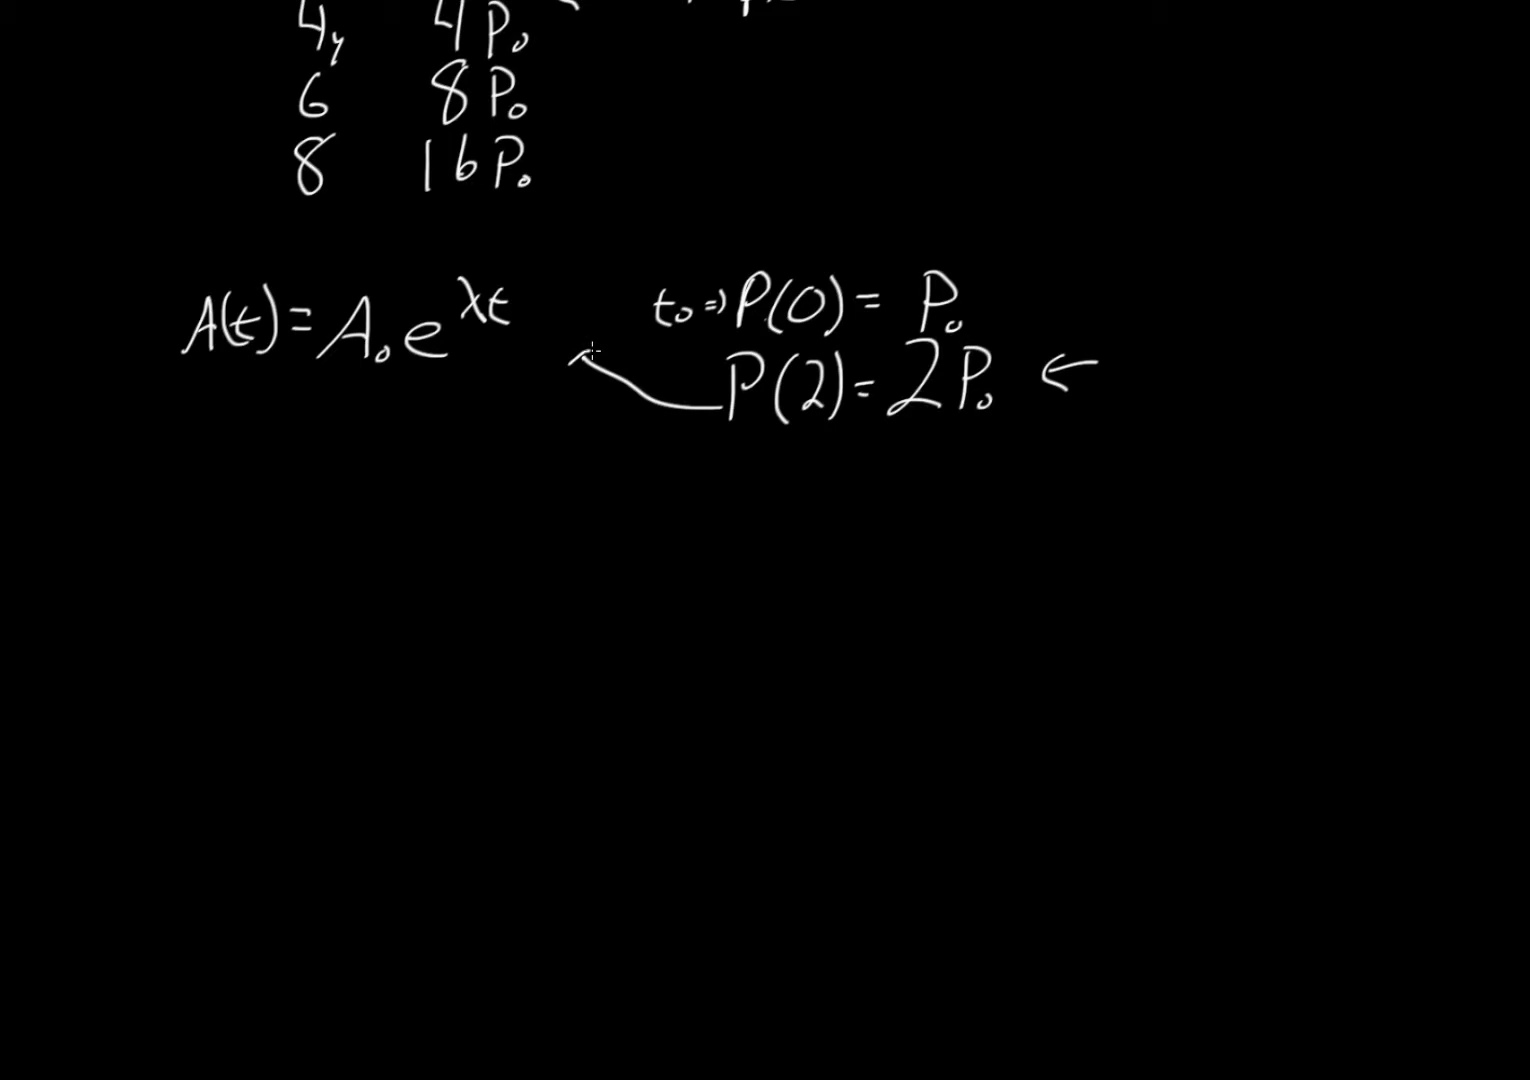 4y 4P₀
6 8P₀
8 16P₀
A(t) = A₀e^λt t₀ ⇒ P(0) = P₀
P(2) = 2P₀ ←